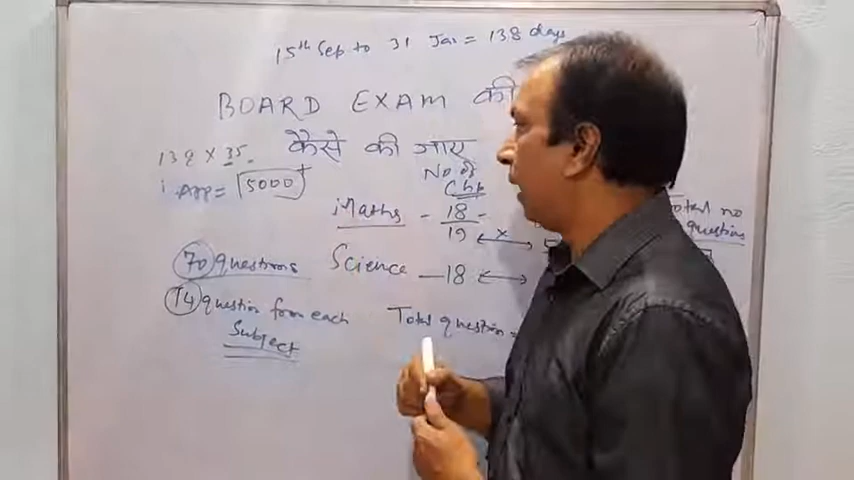 15th Sep to 31 Jan = 138 days
BOARD EXAM की
कैसे की जाए
138 X 35
App = 5000+
No of
Chp
Maths - 18 -
19
Total no
Questions
70 questions
Science - 18
14 question from each
Subject
Total question =